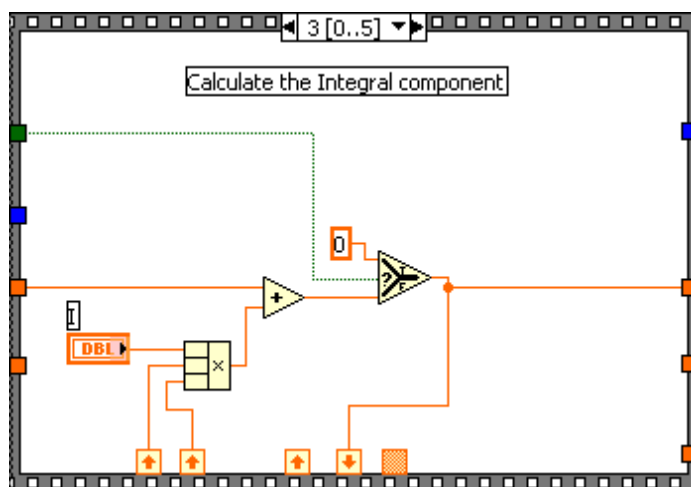 3 [0..5]
Calculate the Integral component
0
?
T
F
+
I
DBL
×